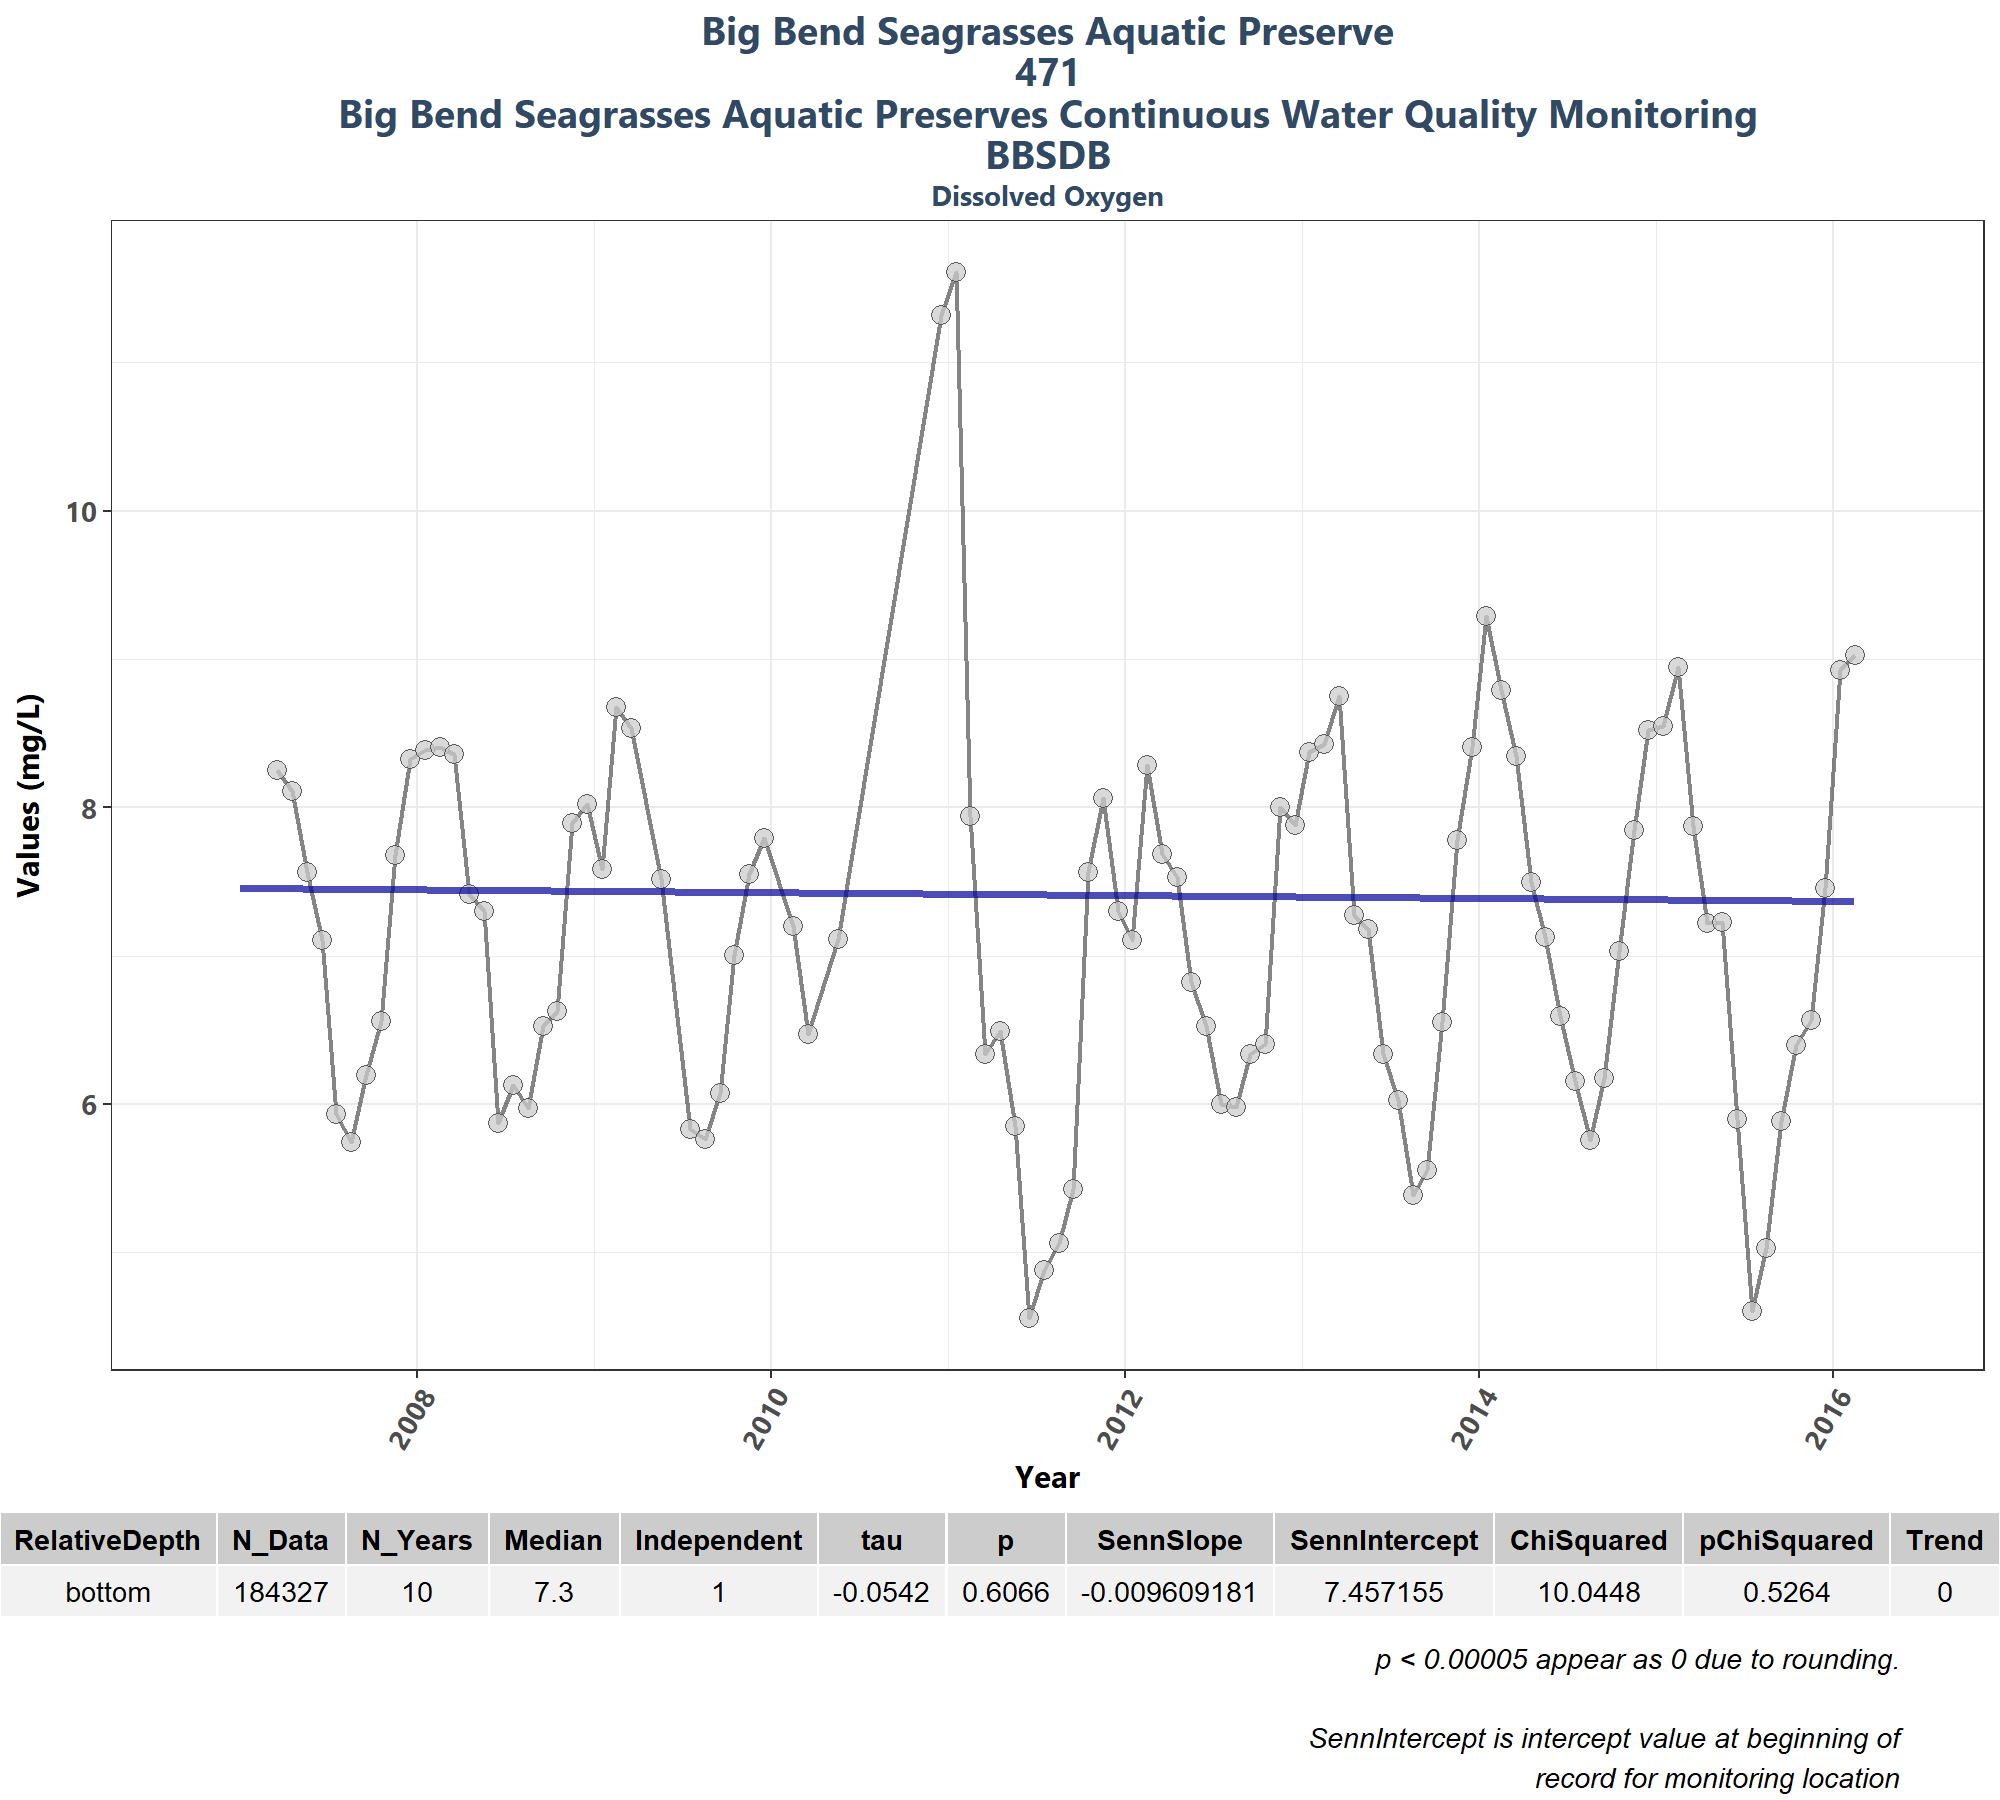 Big Bend Seagrasses Aquatic Preserve
471
Big Bend Seagrasses Aquatic Preserves Continuous Water Quality Monitoring
BBSDB
Dissolved Oxygen
Values (mg/L)
10
8
6
2008
2010
2012
2014
2016
Year
RelativeDepth N_Data N_Years Median Independent tau p SennSlope SennIntercept ChiSquared pChiSquared Trend
bottom 184327 10 7.3 1 -0.0542 0.6066 -0.009609181 7.457155 10.0448 0.5264 0
p < 0.00005 appear as 0 due to rounding.
SennIntercept is intercept value at beginning of
record for monitoring location